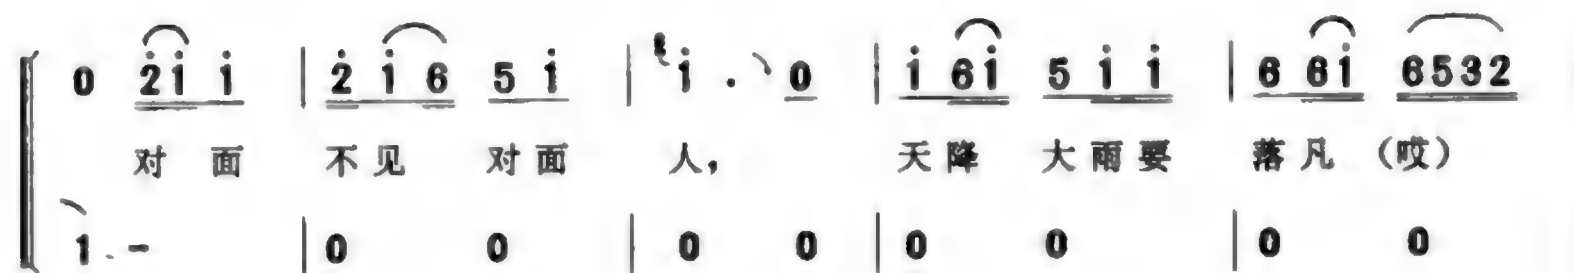 0 2̇1̇ 1̇ | 2̇ 1̇ 6 5 1̇ | 1̇ . 0 | 1̇ 61̇ 5 1̇ 1̇ | 6 61̇ 6532
对 面 不 见 对 面 人， 天 降 大 雨 要 落 凡 （哎）
1 - | 0 0 | 0 0 | 0 0 | 0 0